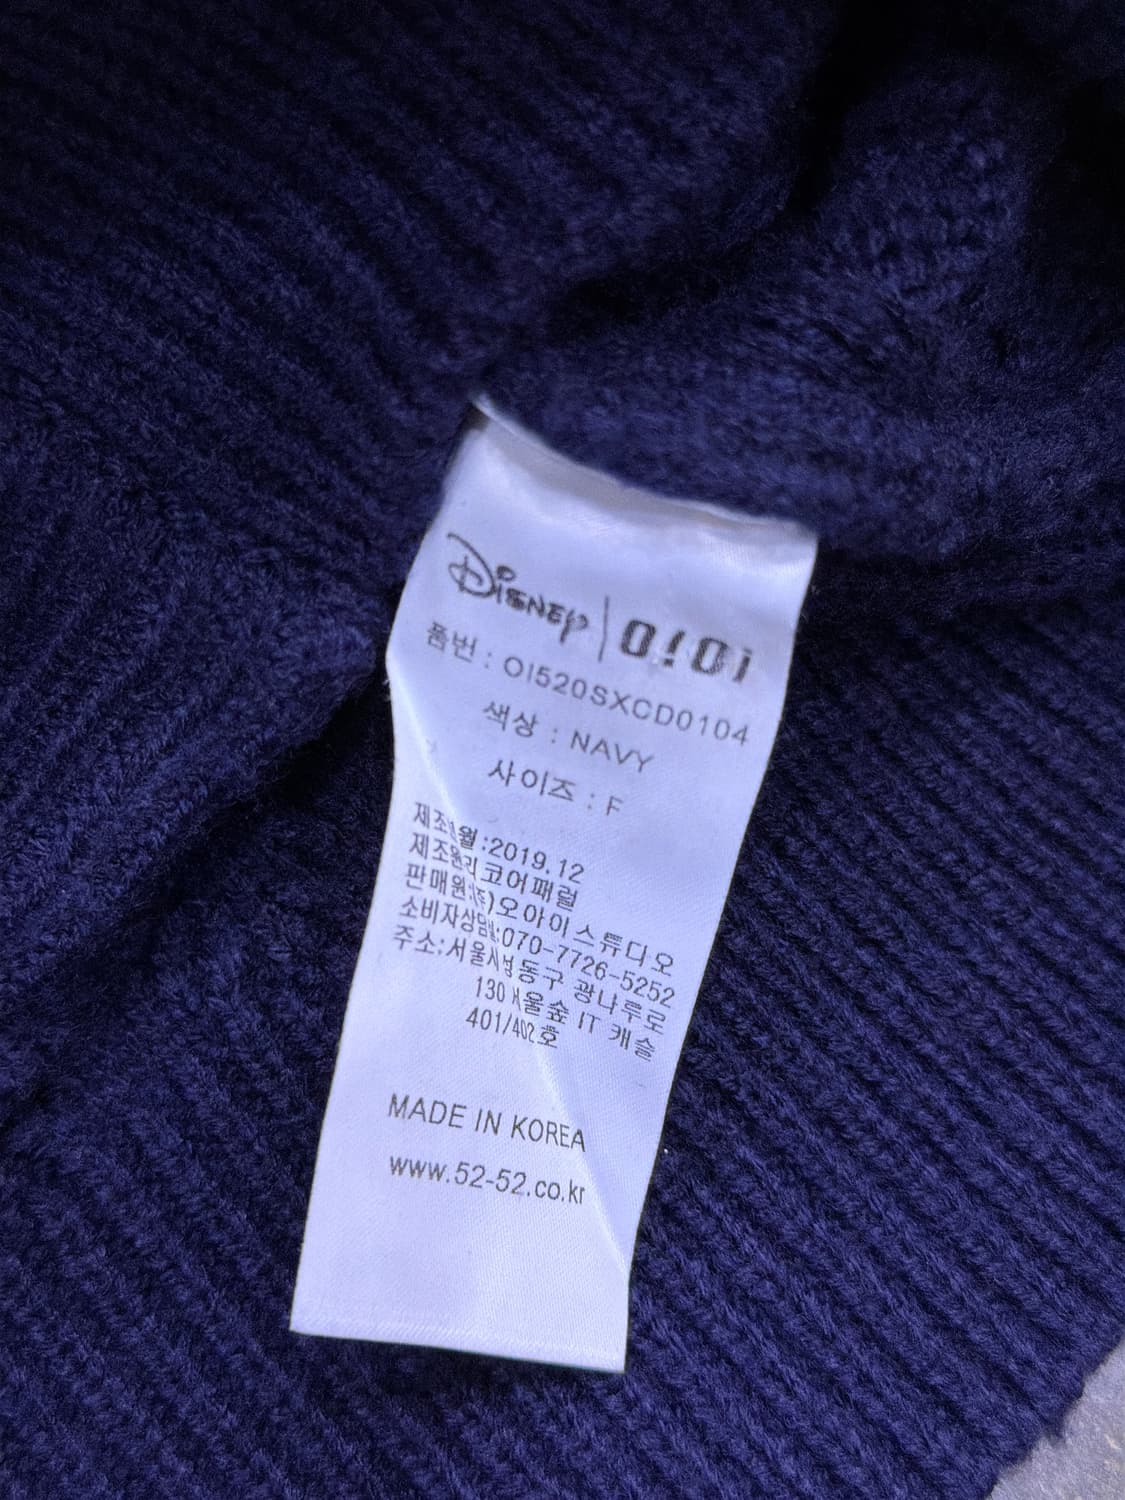 Disney | O!Oi
품번 : OI520SXCD0104
색상 : NAVY
사이즈 : F
제조년월:2019.12
제조원:리코어패럴
판매원:(주)오아이스튜디오
소비자상담실:070-7726-5252
주소:서울시성동구 광나루로
130 서울숲 IT 캐슬
401/402호
MADE IN KOREA
www.52-52.co.kr